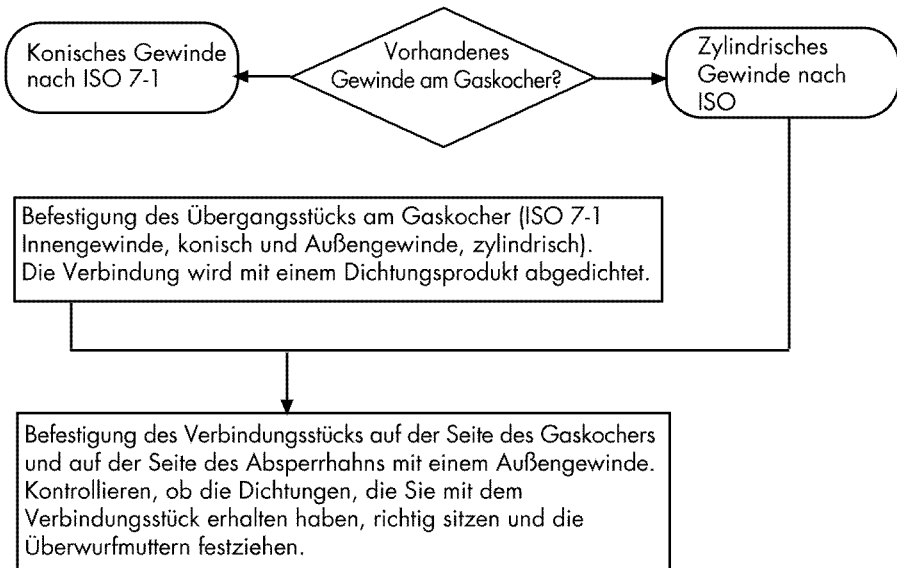 Konisches Gewinde
nach ISO 7-1
Vorhandenes
Gewinde am Gaskocher?
Zylindrisches
Gewinde nach
ISO
Befestigung des Übergangsstücks am Gaskocher (ISO 7-1
Innengewinde, konisch und Außengewinde, zylindrisch).
Die Verbindung wird mit einem Dichtungsprodukt abgedichtet.
Befestigung des Verbindungsstücks auf der Seite des Gaskochers
und auf der Seite des Absperrhahns mit einem Außengewinde.
Kontrollieren, ob die Dichtungen, die Sie mit dem
Verbindungsstück erhalten haben, richtig sitzen und die
Überwurfmuttern festziehen.